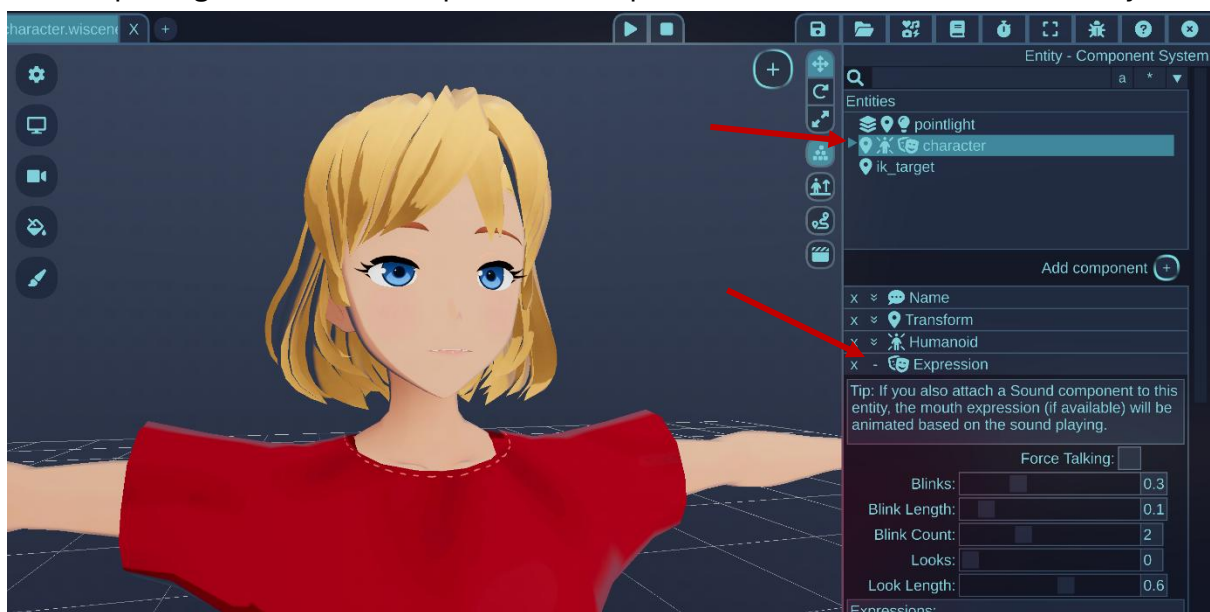 character.wiscene X +
Entity - Component System
a * ▼
Entities
pointlight
character
ik_target
Add component +
x Name
x Transform
x Humanoid
x - Expression
Tip: If you also attach a Sound component to this
entity, the mouth expression (if available) will be
animated based on the sound playing.
Force Talking:
Blinks: 0.3
Blink Length: 0.1
Blink Count: 2
Looks: 0
Look Length: 0.6
Expressions: